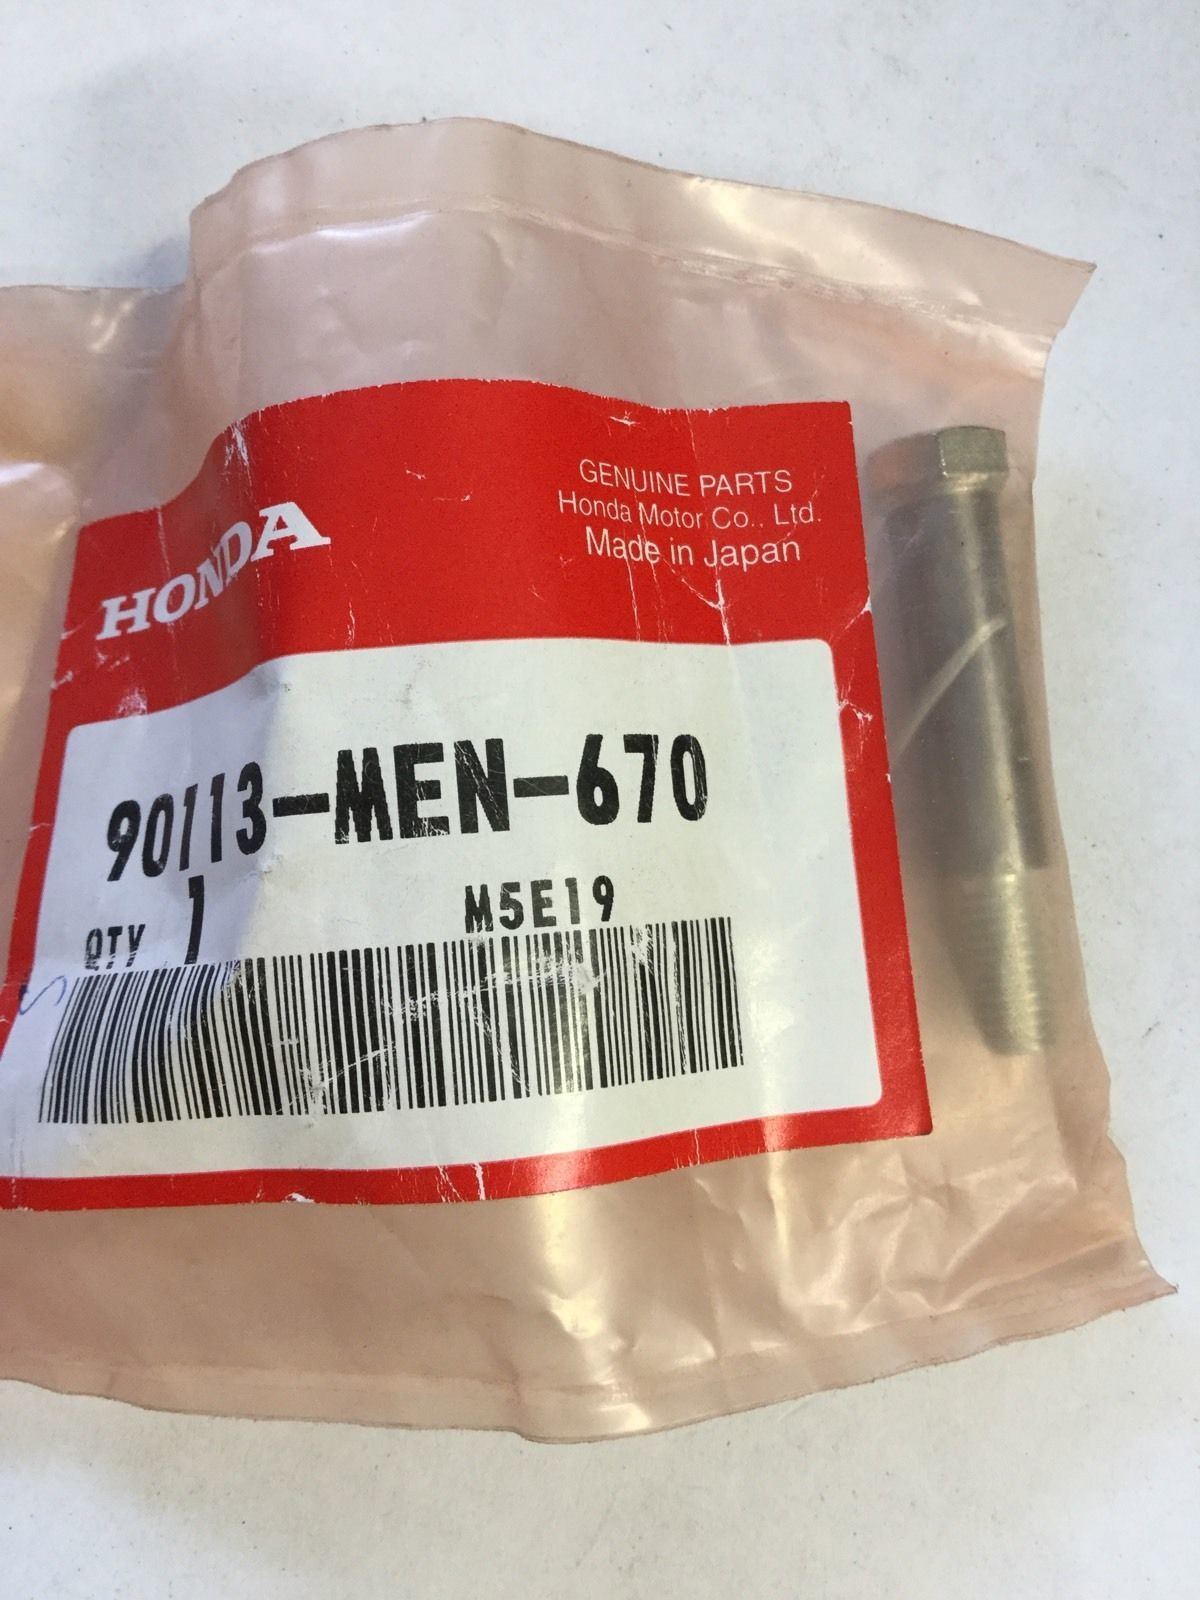 HONDA
GENUINE PARTS
Honda Motor Co., Ltd.
Made in Japan
90113-MEN-670
QTY 1 M5E19